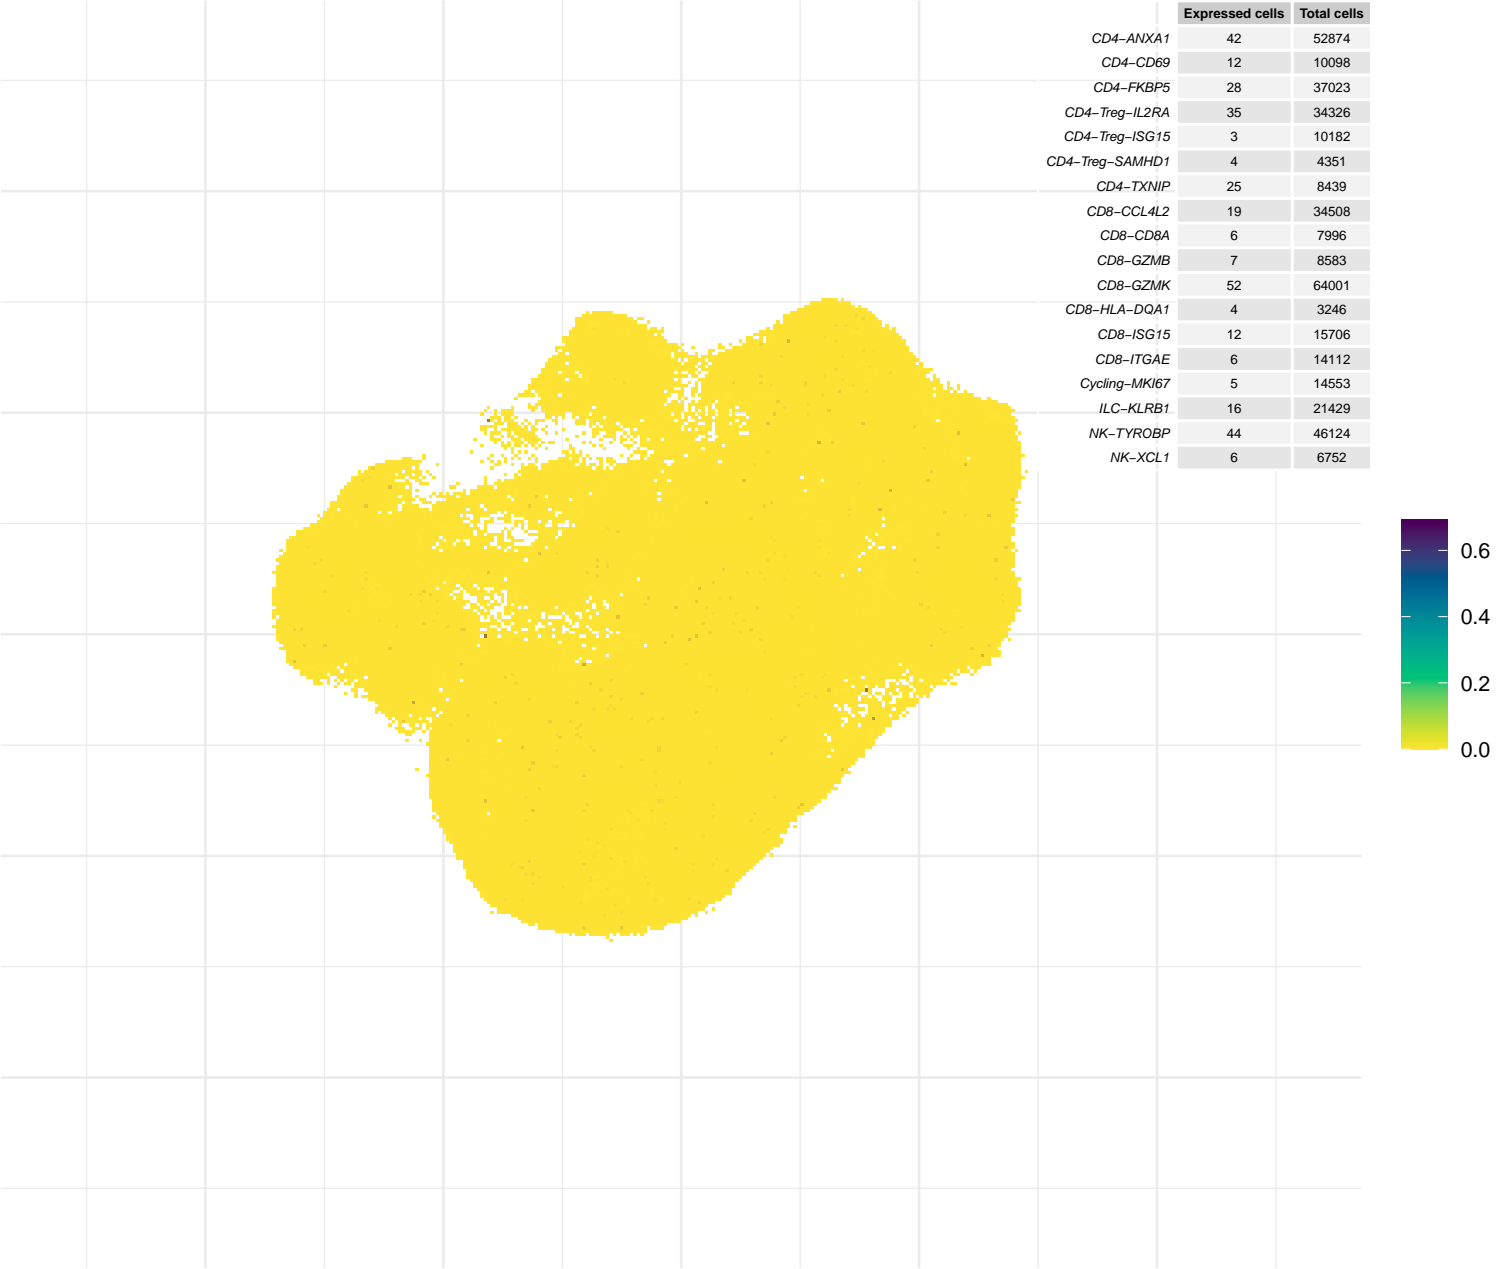 Expressed cells Total cells
CD4−ANXA1 42 52874
CD4−CD69 12 10098
CD4−FKBP5 28 37023
CD4−Treg−IL2RA 35 34326
CD4−Treg−ISG15 3 10182
CD4−Treg−SAMHD1 4 4351
CD4−TXNIP 25 8439
CD8−CCL4L2 19 34508
CD8−CD8A 6 7996
CD8−GZMB 7 8583
CD8−GZMK 52 64001
CD8−HLA−DQA1 4 3246
CD8−ISG15 12 15706
CD8−ITGAE 6 14112
Cycling−MKI67 5 14553
ILC−KLRB1 16 21429
NK−TYROBP 44 46124
NK−XCL1 6 6752
0.6
0.4
0.2
0.0